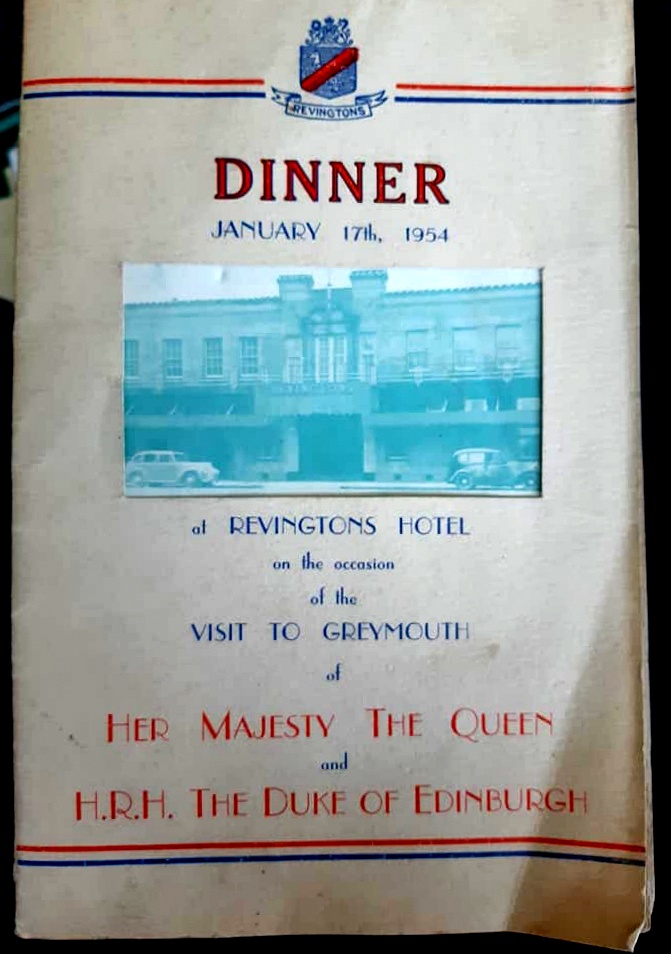 REVINGTONS
DINNER
JANUARY 17th, 1954
at REVINGTONS HOTEL
on the occasion
of the
VISIT TO GREYMOUTH
of
HER MAJESTY THE QUEEN
and
H.R.H. THE DUKE OF EDINBURGH